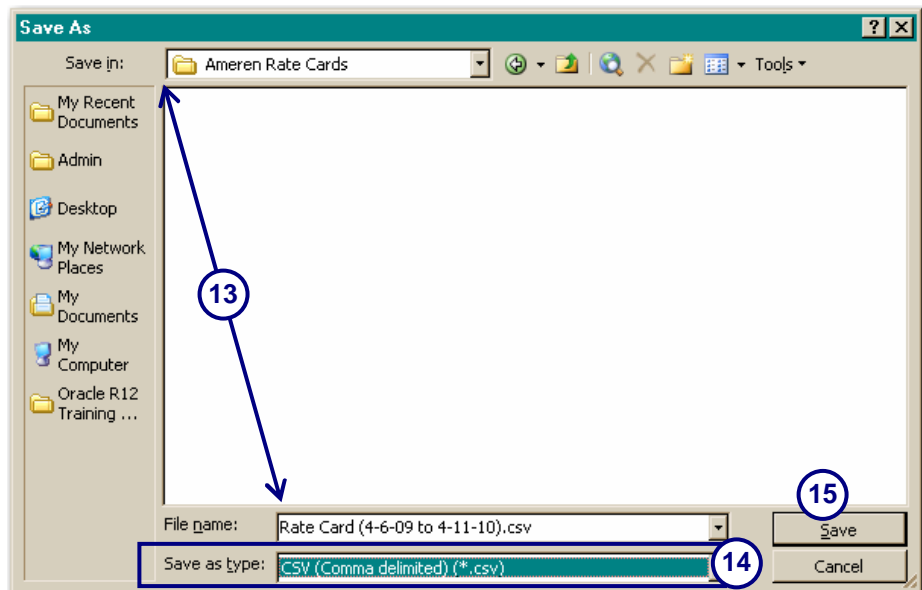 Save As
Save in:
Ameren Rate Cards
Tools
My Recent
Documents
Admin
Desktop
My Network
Places
My
Documents
My
Computer
Oracle R12
Training ...
13
File name:
Rate Card (4-6-09 to 4-11-10).csv
15
Save
Save as type:
CSV (Comma delimited) (*.csv)
14
Cancel